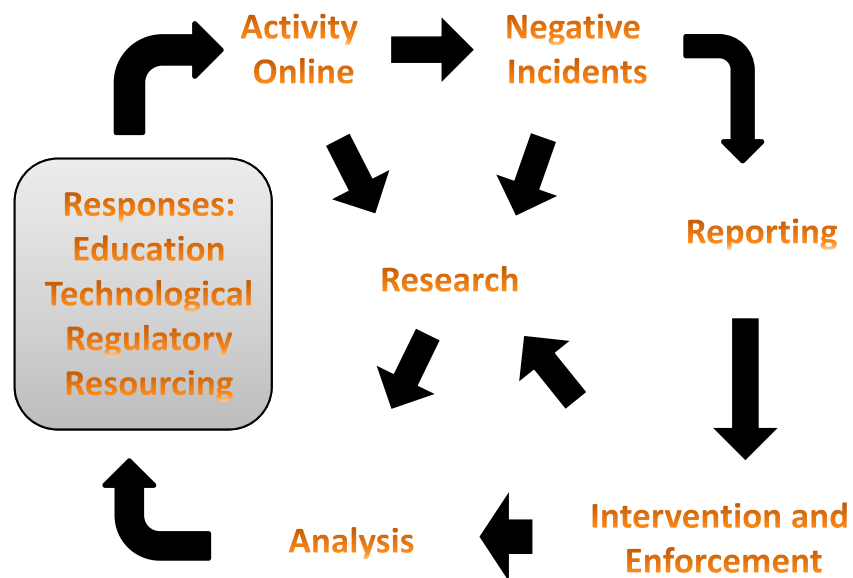 Activity
Online
Negative
Incidents
Responses:
Education
Technological
Regulatory
Resourcing
Reporting
Research
Analysis
Intervention and
Enforcement